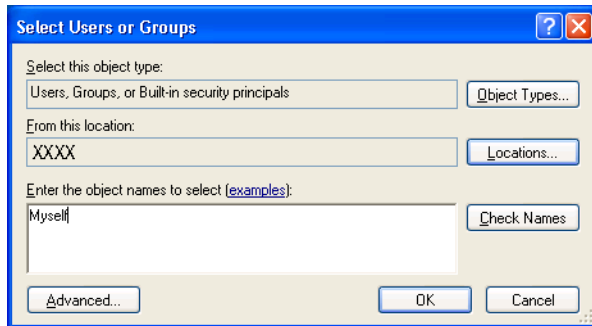 Select Users or Groups
Select this object type:
Users, Groups, or Built-in security principals
Object Types...
From this location:
XXXX
Locations...
Enter the object names to select (examples):
Myself
Check Names
Advanced...
OK
Cancel